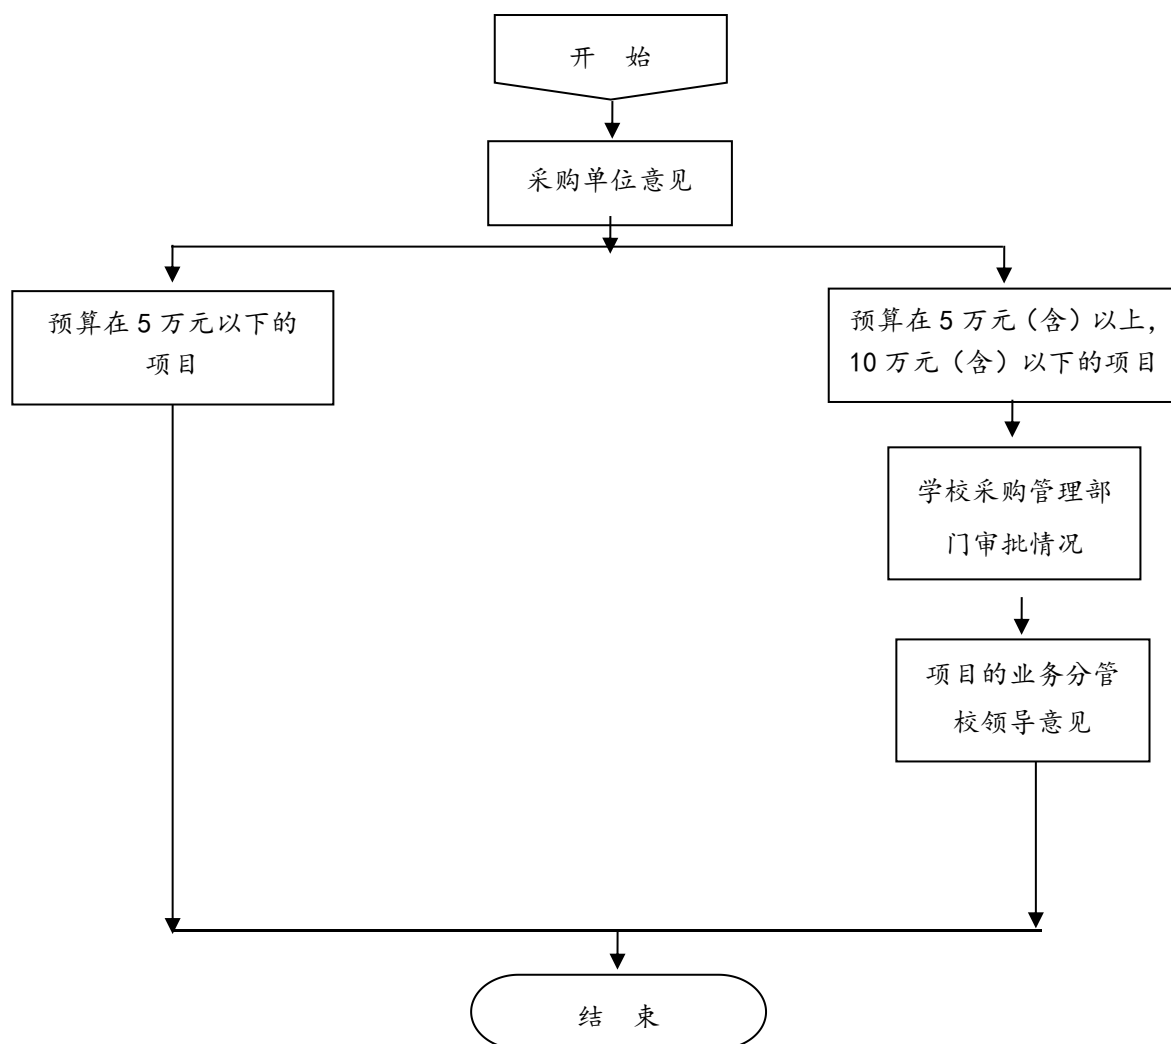 开 始
采购单位意见
预算在5万元以下的
项目
预算在5万元（含）以上，
10万元（含）以下的项目
学校采购管理部
门审批情况
项目的业务分管
校领导意见
结 束